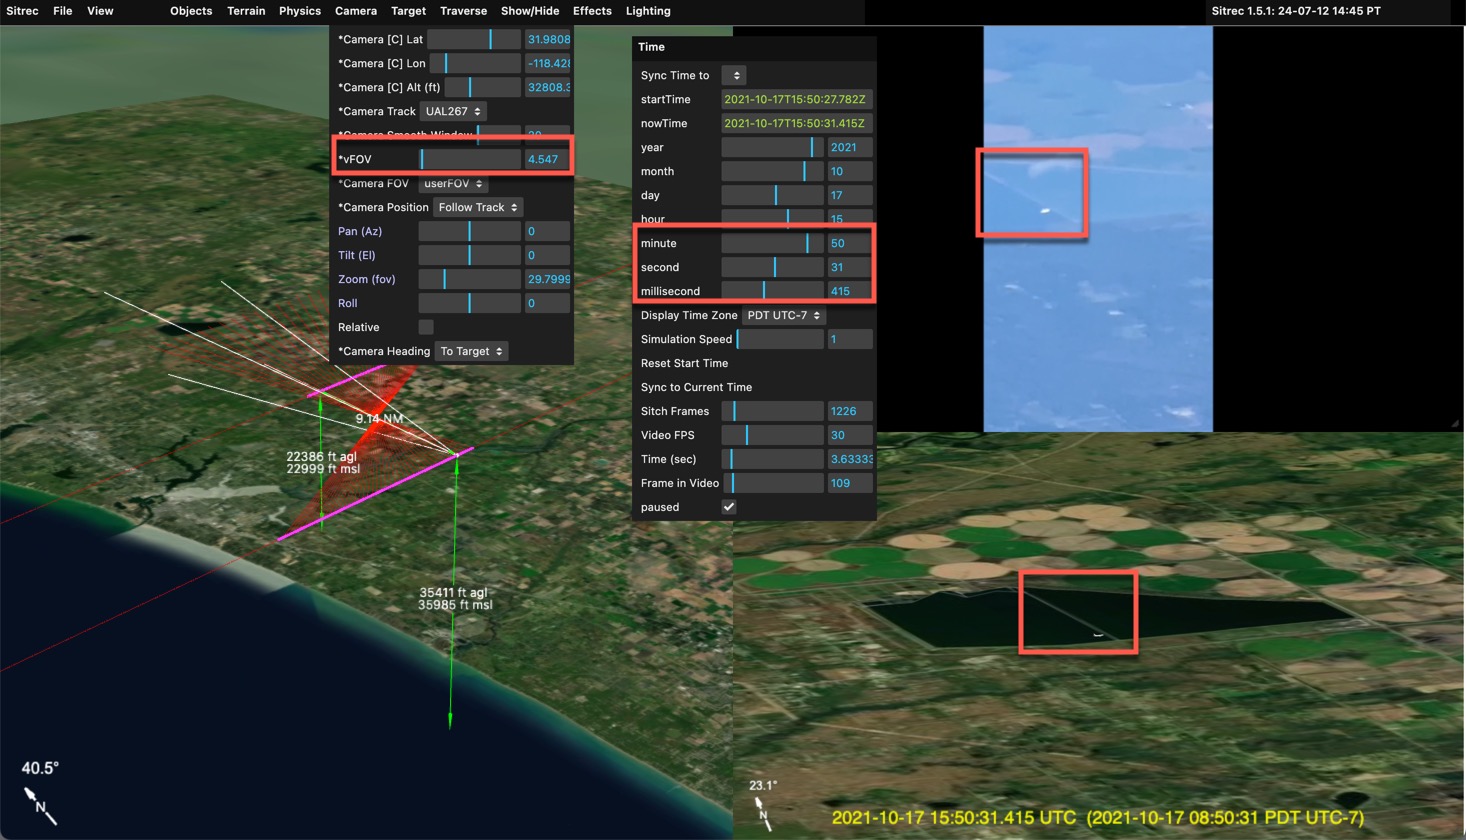 Sitrec File View Objects Terrain Physics Camera Target Traverse Show/Hide Effects Lighting Sitrec 1.5.1: 24-07-12 14:45 PT
*Camera [C] Lat 31.9808
*Camera [C] Lon -118.428
*Camera [C] Alt (ft) 32808.3
*Camera Track UAL267
*Camera Smooth Window 20
*vFOV 4.547
*Camera FOV userFOV
*Camera Position Follow Track
Pan (Az) 0
Tilt (El) 0
Zoom (fov) 29.7999
Roll 0
Relative
*Camera Heading To Target
Time
Sync Time to
startTime 2021-10-17T15:50:27.782Z
nowTime 2021-10-17T15:50:31.415Z
year 2021
month 10
day 17
hour 15
minute 50
second 31
millisecond 415
Display Time Zone PDT UTC-7
Simulation Speed 1
Reset Start Time
Sync to Current Time
Sitch Frames 1226
Video FPS 30
Time (sec) 3.63333
Frame in Video 109
paused
9.14 NM
22386 ft agl
22999 ft msl
35411 ft agl
35985 ft msl
40.5°
N
23.1°
N
2021-10-17 15:50:31.415 UTC (2021-10-17 08:50:31 PDT UTC-7)